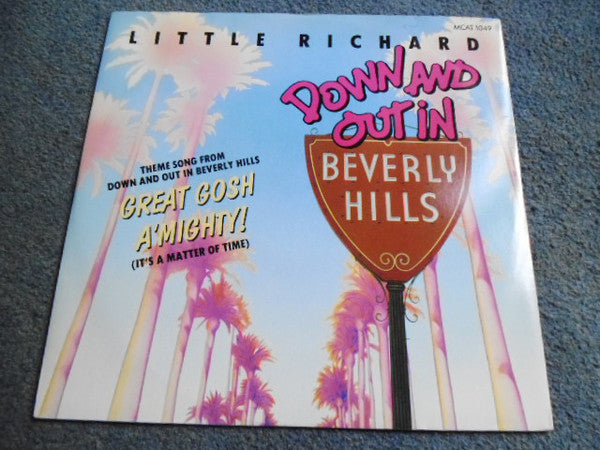 MCAT 1049
LITTLE RICHARD
DOWN AND
OUT IN
BEVERLY
HILLS
THEME SONG FROM
DOWN AND OUT IN BEVERLY HILLS
GREAT GOSH
A'MIGHTY!
(IT'S A MATTER OF TIME)